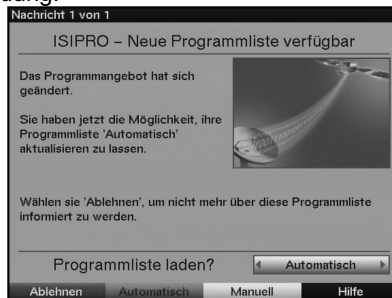 dung:
Nachricht 1 von 1
ISIPRO – Neue Programmliste verfügbar
Das Programmangebot hat sich
geändert.
Sie haben jetzt die Möglichkeit, ihre
Programmliste 'Automatisch'
aktualisieren zu lassen.
Wählen sie 'Ablehnen', um nicht mehr über diese Programmliste
informiert zu werden.
Programmliste laden? Automatisch
Ablehnen Automatisch Manuell Hilfe